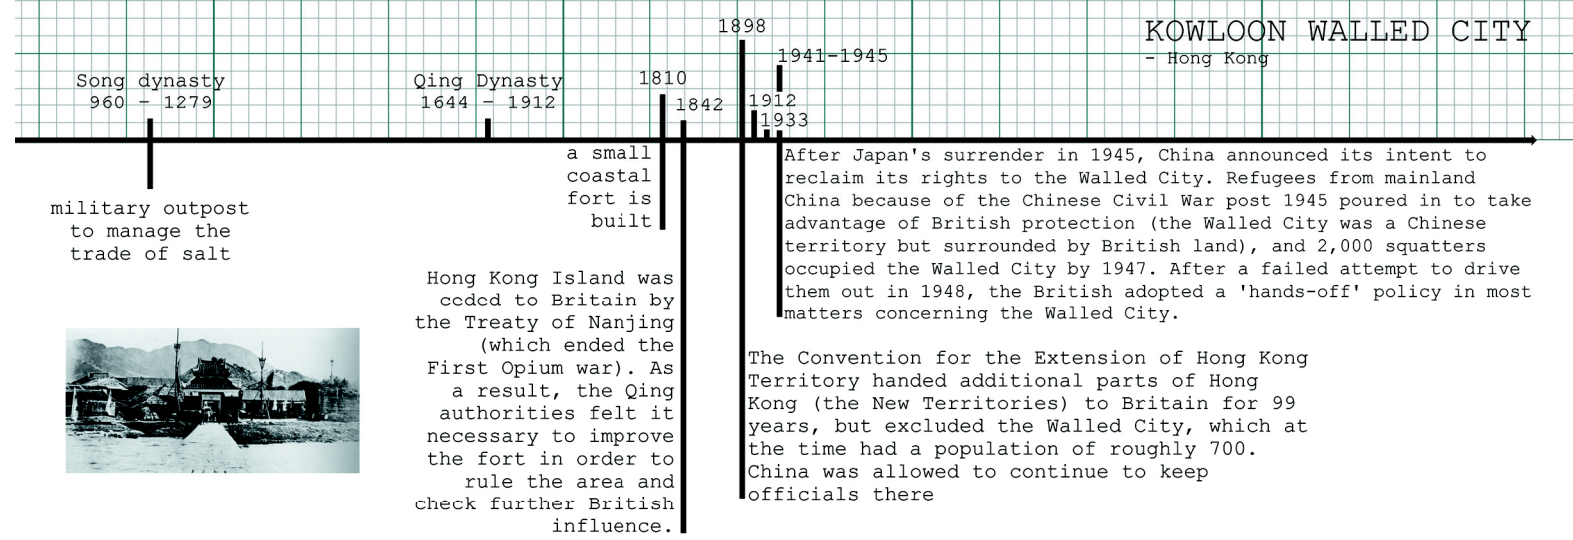 KOWLOON WALLED CITY
– Hong Kong
Song dynasty
960 – 1279
military outpost
to manage the
trade of salt
Qing Dynasty
1644 – 1912
1810
a small
coastal
fort is
built
1842
Hong Kong Island was
ceded to Britain by
the Treaty of Nanjing
(which ended the
First Opium war). As
a result, the Qing
authorities felt it
necessary to improve
the fort in order to
rule the area and
check further British
influence.
1898
The Convention for the Extension of Hong Kong
Territory handed additional parts of Hong
Kong (the New Territories) to Britain for 99
years, but excluded the Walled City, which at
the time had a population of roughly 700.
China was allowed to continue to keep
officials there
1912
1933
1941–1945
After Japan's surrender in 1945, China announced its intent to
reclaim its rights to the Walled City. Refugees from mainland
China because of the Chinese Civil War post 1945 poured in to take
advantage of British protection (the Walled City was a Chinese
territory but surrounded by British land), and 2,000 squatters
occupied the Walled City by 1947. After a failed attempt to drive
them out in 1948, the British adopted a 'hands-off' policy in most
matters concerning the Walled City.